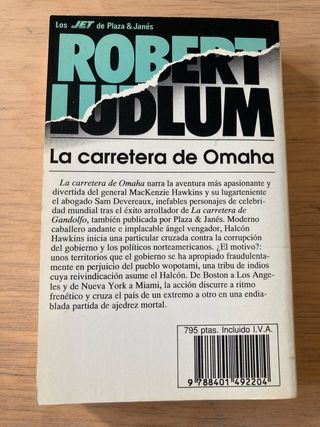 Los JET de Plaza & Janés
ROBERT
LUDLUM
La carretera de Omaha
La carretera de Omaha narra la aventura más apasionante y
divertida del general MacKenzie Hawkins y su lugarteniente
el abogado Sam Devereaux, inefables personajes de celebri-
dad mundial tras el éxito arrollador de La carretera de
Gandolfo, también publicada por Plaza & Janés. Moderno
caballero andante e implacable ángel vengador, Halcón
Hawkins inicia una particular cruzada contra la corrupción
del gobierno y los políticos norteamericanos. ¿El motivo?:
unos territorios que el gobierno se ha apropiado fraudulenta-
mente en perjuicio del pueblo wopotami, una tribu de indios
cuya reivindicación asume el Halcón. De Boston a Los Ange-
les y de Nueva York a Miami, la acción discurre a ritmo
frenético y cruza el país de un extremo a otro en una endia-
blada partida de ajedrez mortal.
795 ptas. Incluido I.V.A.
9 788401 492204